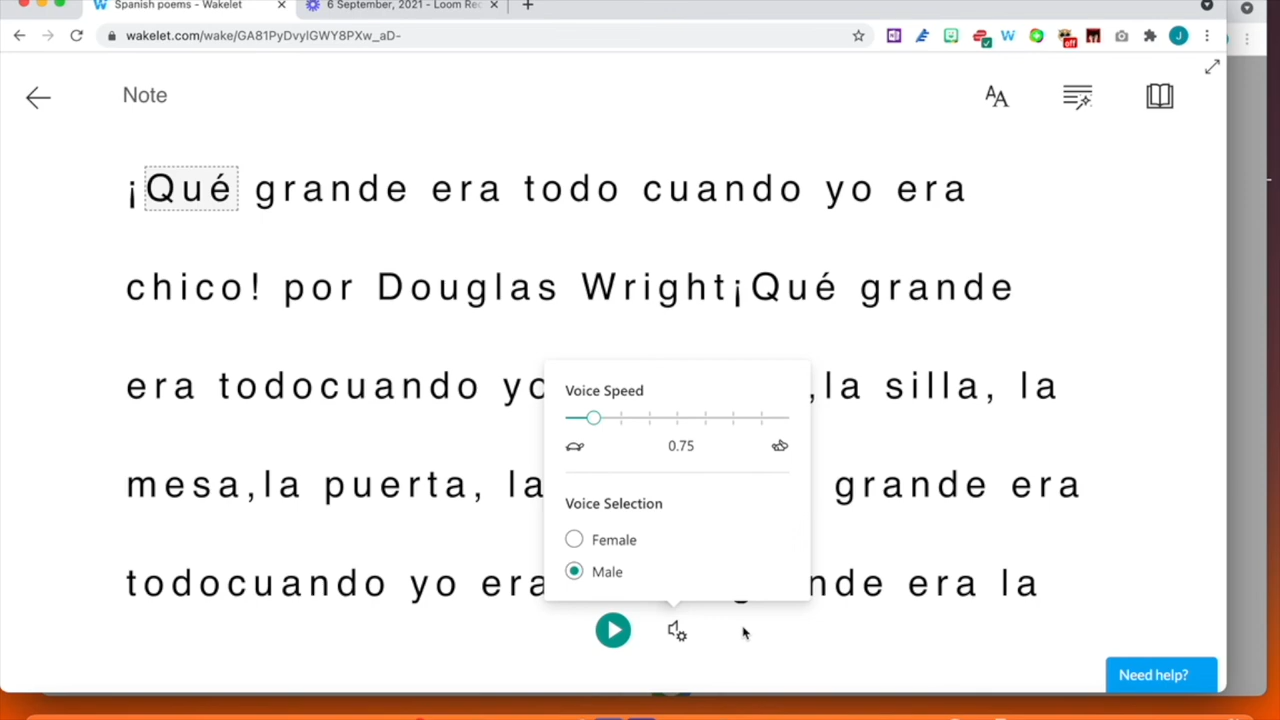 Spanish poems - Wakelet
6 September, 2021 - Loom Rec
wakelet.com/wake/GA81PyDvylGWY8PXw_aD-
off
J
Note
¡Qué grande era todo cuando yo era
chico! por Douglas Wright¡Qué grande
era todocuando yo ,la silla, la
mesa,la puerta, la grande era
todocuando yo era nde era la
Voice Speed
0.75
Voice Selection
Female
Male
Need help?